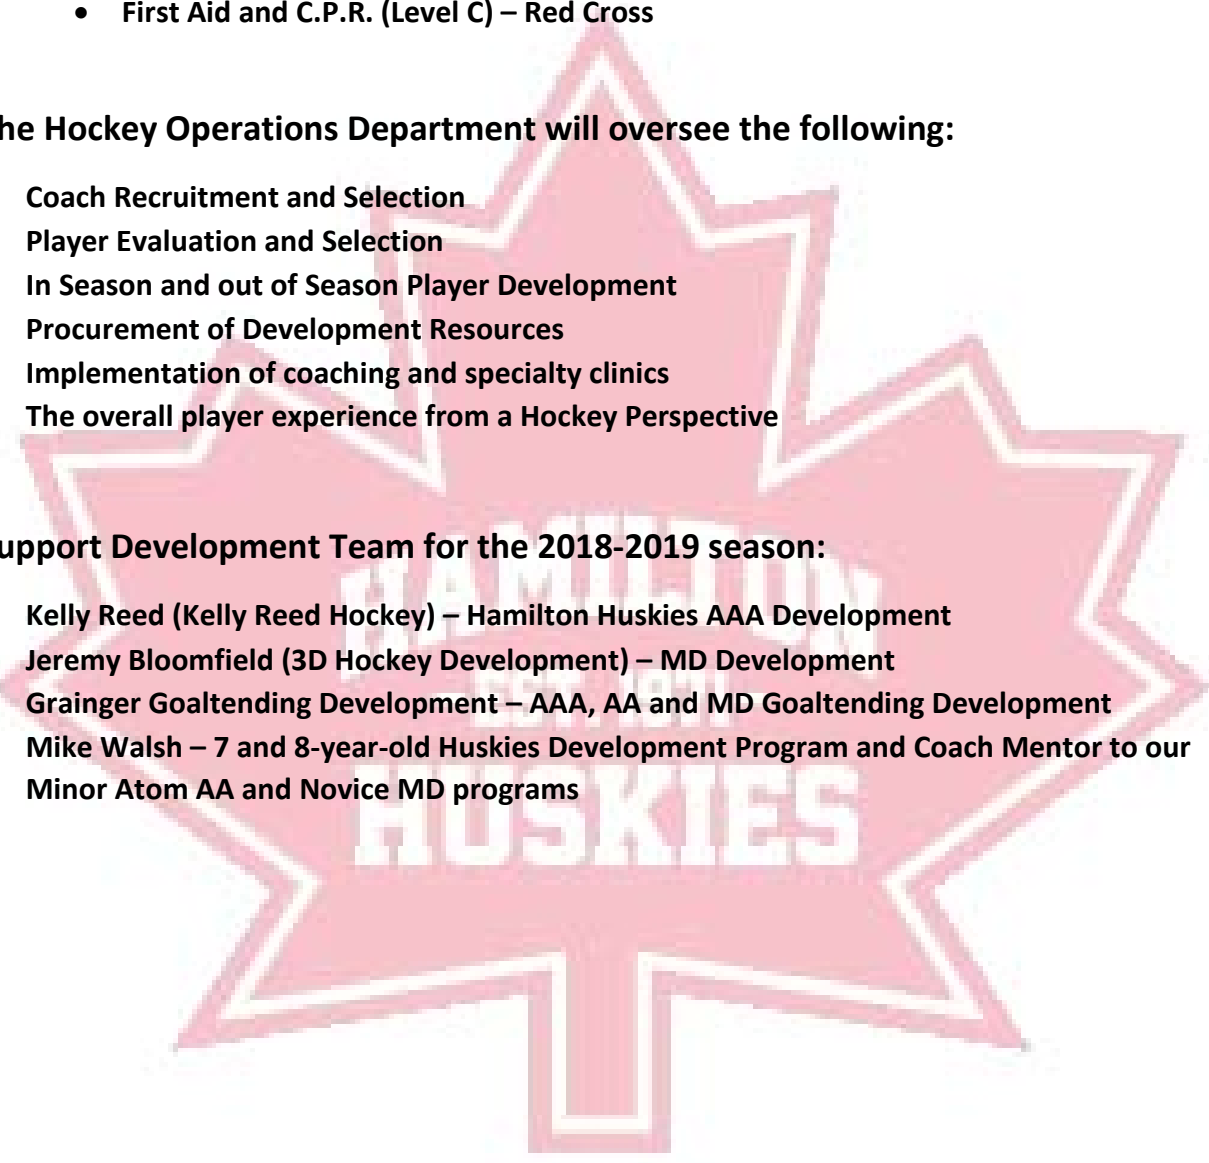 • First Aid and C.P.R. (Level C) – Red Cross
he Hockey Operations Department will oversee the following:
Coach Recruitment and Selection
Player Evaluation and Selection
In Season and out of Season Player Development
Procurement of Development Resources
Implementation of coaching and specialty clinics
The overall player experience from a Hockey Perspective
HAMILTON
upport Development Team for the 2018-2019 season:
Kelly Reed (Kelly Reed Hockey) – Hamilton Huskies AAA Development
Jeremy Bloomfield (3D Hockey Development) – MD Development
Grainger Goaltending Development – AAA, AA and MD Goaltending Development
Mike Walsh – 7 and 8-year-old Huskies Development Program and Coach Mentor to our
Minor Atom AA and Novice MD programs
HUSKIES